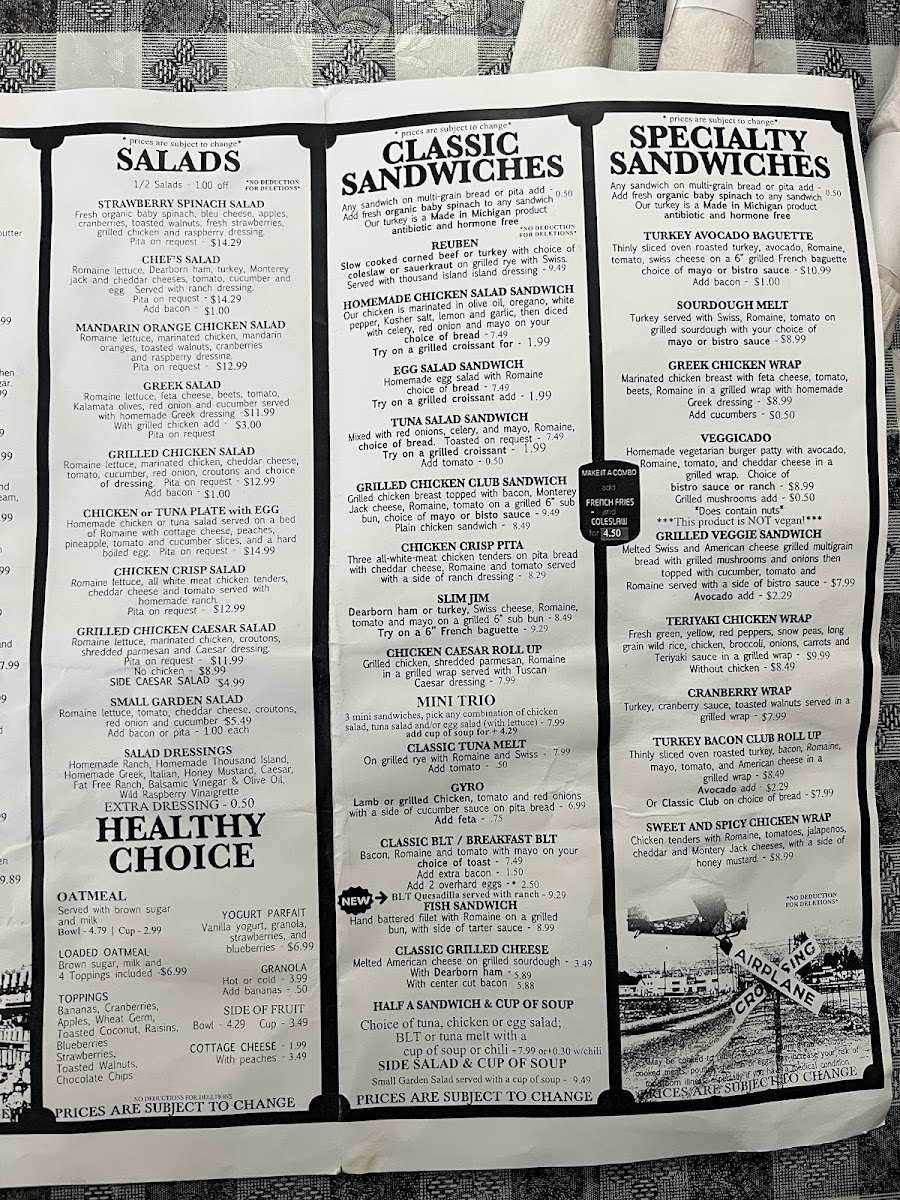 utter
99
hen
gar.
9
99
nd
eam,
99
and
7.99
9
9
en
9.89
* prices are subject to change*
SALADS
1/2 Salads - 1.00 off
*NO DEDUCTION
FOR DELETIONS*
STRAWBERRY SPINACH SALAD
Fresh organic baby spinach, bleu cheese, apples,
cranberries, toasted walnuts, fresh strawberries,
grilled chicken and raspberry dressing.
Pita on request - $14.29
CHEF'S SALAD
Romaine lettuce, Dearborn ham, turkey, Monterey
Jack and cheddar cheeses, tomato, cucumber and
egg. Served with ranch dressing.
Pita on request - $14.29
Add bacon - $1.00
MANDARIN ORANGE CHICKEN SALAD
Romaine lettuce, marinated chicken, mandarin
oranges, toasted walnuts, cranberries
and raspberry dressing.
Pita on request - $12.99
GREEK SALAD
Romaine lettuce, feta cheese, beets, tomato,
Kalamata olives, red onion and cucumber served
with homemade Greek dressing -$11.99
With grilled chicken add - $3.00
Pita on request
GRILLED CHICKEN SALAD
Romaine lettuce, marinated chicken, cheddar cheese,
tomato, cucumber, red onion, croutons and choice
of dressing. Pita on request - $12.99
Add bacon - $1.00
CHICKEN or TUNA PLATE with EGG
Homemade chicken or tuna salad served on a bed
of Romaine with cottage cheese, peaches,
pineapple, tomato and cucumber slices, and a hard
boiled egg. Pita on request - $14.99
CHICKEN CRISP SALAD
Romaine lettuce, all white meat chicken tenders,
cheddar cheese and tomato served with
homemade ranch.
Pita on request - $12.99
GRILLED CHICKEN CAESAR SALAD
Romaine lettuce, marinated chicken, croutons,
shredded parmesan and Caesar dressing.
Pita on request - $11.99
No chicken - $8.99
SIDE CAESAR SALAD $4.99
SMALL GARDEN SALAD
Romaine lettuce, tomato, cheddar cheese, croutons,
red onion and cucumber -$5.49
Add bacon or pita - 1.00 each
SALAD DRESSINGS
Homemade Ranch, Homemade Thousand Island,
Homemade Greek, Italian, Honey Mustard, Caesar,
Fat Free Ranch, Balsamic Vinegar & Olive Oil,
Wild Raspberry Vinaigrette
EXTRA DRESSING - 0.50
HEALTHY
CHOICE
OATMEAL
Served with brown sugar
and milk
Bowl - 4.79 | Cup - 2.99
LOADED OATMEAL
Brown sugar, milk and
4 Toppings included -$6.99
TOPPINGS
Bananas, Cranberries,
Apples, Wheat Germ,
Toasted Coconut, Raisins,
Blueberries
Strawberries,
Toasted Walnuts,
Chocolate Chips
YOGURT PARFAIT
Vanilla yogurt, granola,
strawberries, and
blueberries - $6.99
GRANOLA
Hot or cold - 3.99
Add bananas - .50
SIDE OF FRUIT
Bowl - 4.29 Cup - 3.49
COTTAGE CHEESE - 1.99
With peaches - 3.49
NO DEDUCTIONS FOR DELETIONS
PRICES ARE SUBJECT TO CHANGE
* prices are subject to change*
CLASSIC
SANDWICHES
Any sandwich on multi-grain bread or pita add - 0.50
Add fresh organic baby spinach to any sandwich
Our turkey is a Made in Michigan product
antibiotic and hormone free
*NO DEDUCTION
FOR DELETIONS*
REUBEN
Slow cooked corned beef or turkey with choice of
coleslaw or sauerkraut on grilled rye with Swiss.
Served with thousand island island dressing - 9.49
HOMEMADE CHICKEN SALAD SANDWICH
Our chicken is marinated in olive oil, oregano, white
pepper, Kosher salt, lemon and garlic, then diced
with celery, red onion and mayo on your
choice of bread - 7.49
Try on a grilled croissant for - 1.99
EGG SALAD SANDWICH
Homemade egg salad with Romaine
choice of bread - 7.49
Try on a grilled croissant add - 1.99
TUNA SALAD SANDWICH
Mixed with red onions, celery, and mayo, Romaine,
choice of bread. Toasted on request - 7.49
Try on a grilled croissant - 1.99
Add tomato - 0.50
GRILLED CHICKEN CLUB SANDWICH
Grilled chicken breast topped with bacon, Monterey
Jack cheese, Romaine, tomato on a grilled 6" sub
bun, choice of mayo or bisto sauce - 9.49
Plain chicken sandwich - 8.49
CHICKEN CRISP PITA
Three all-white-meat chicken tenders on pita bread
with cheddar cheese, Romaine and tomato served
with a side of ranch dressing - 8.29
SLIM JIM
Dearborn ham or turkey, Swiss cheese, Romaine,
tomato and mayo on a grilled 6" sub bun - 8.49
Try on a 6" French baguette - 9.29
CHICKEN CAESAR ROLL UP
Grilled chicken, shredded parmesan, Romaine
in a grilled wrap served with Tuscan
Caesar dressing - 7.99
MINI TRIO
3 mini sandwiches, pick any combination of chicken
salad, tuna salad and/or egg salad (with lettuce) - 7.99
add cup of soup for + 4.29
CLASSIC TUNA MELT
On grilled rye with Romaine and Swiss - 7.99
Add tomato - .50
GYRO
Lamb or grilled Chicken, tomato and red onions
with a side of cucumber sauce on pita bread - 6.99
Add feta - .75
CLASSIC BLT / BREAKFAST BLT
Bacon, Romaine and tomato with mayo on your
choice of toast - 7.49
Add extra bacon - 1.50
Add 2 overhard eggs -* 2.50
NEW BLT Quesadilla served with ranch - 9.29
FISH SANDWICH
Hand battered fillet with Romaine on a grilled
bun, with side of tarter sauce - 8.99
CLASSIC GRILLED CHEESE
Melted American cheese on grilled sourdough - 3.49
With Dearborn ham - 5.89
With center cut bacon 5.88
HALF A SANDWICH & CUP OF SOUP
Choice of tuna, chicken or egg salad;
BLT or tuna melt with a
cup of soup or chili -7.99 or+0.30 w/chili
SIDE SALAD & CUP OF SOUP
Small Garden Salad served with a cup of soup - 9.49
PRICES ARE SUBJECT TO CHANGE
MAKE IT A COMBO
add
FRENCH FRIES
- and
COLESLAW
for 4.50
* prices are subject to change*
SPECIALTY
SANDWICHES
Any sandwich on multi-grain bread or pita add - 0.50
Add fresh organic baby spinach to any sandwich
Our turkey is a Made in Michigan product
antibiotic and hormone free
TURKEY AVOCADO BAGUETTE
Thinly sliced oven roasted turkey, avocado, Romaine,
tomato, swiss cheese on a 6" grilled French baguette
choice of mayo or bistro sauce - $10.99
Add bacon - $1.00
SOURDOUGH MELT
Turkey served with Swiss, Romaine, tomato on
grilled sourdough with your choice of
mayo or bistro sauce -$8.99
GREEK CHICKEN WRAP
Marinated chicken breast with feta cheese, tomato,
beets, Romaine in a grilled wrap with homemade
Greek dressing - $8.99
Add cucumbers - $0.50
VEGGICADO
Homemade vegetarian burger patty with avocado,
Romaine, tomato, and cheddar cheese in a
grilled wrap. Choice of
bistro sauce or ranch - $8.99
Grilled mushrooms add - $0.50
*Does contain nuts*
***This product is NOT vegan!***
GRILLED VEGGIE SANDWICH
Melted Swiss and American cheese grilled multigrain
bread with grilled mushrooms and onions then
topped with cucumber, tomato and
Romaine served with a side of bistro sauce - $7.99
Avocado add - $2.29
TERIYAKI CHICKEN WRAP
Fresh green, yellow, red peppers, snow peas, long
grain wild rice, chicken, broccoli, onions, carrots and
Teriyaki sauce in a grilled wrap - $9.99
Without chicken - $8.49
CRANBERRY WRAP
Turkey, cranberry sauce, toasted walnuts served in a
grilled wrap - $7.99
TURKEY BACON CLUB ROLL UP
Thinly sliced oven roasted turkey, bacon, Romaine,
mayo, tomato, and American cheese in a
grilled wrap - $8.49
Avocado add - $2.29
Or Classic Club on choice of bread -$7.99
SWEET AND SPICY CHICKEN WRAP
Chicken tenders with Romaine, tomatoes, jalapenos,
cheddar and Montery Jack cheeses, with a side of
honey mustard. - $8.99
*NO DEDUCTION
FOR DELETIONS*
AIRPLANE
CROSSING
PRICES ARE SUBJECT TO CHANGE